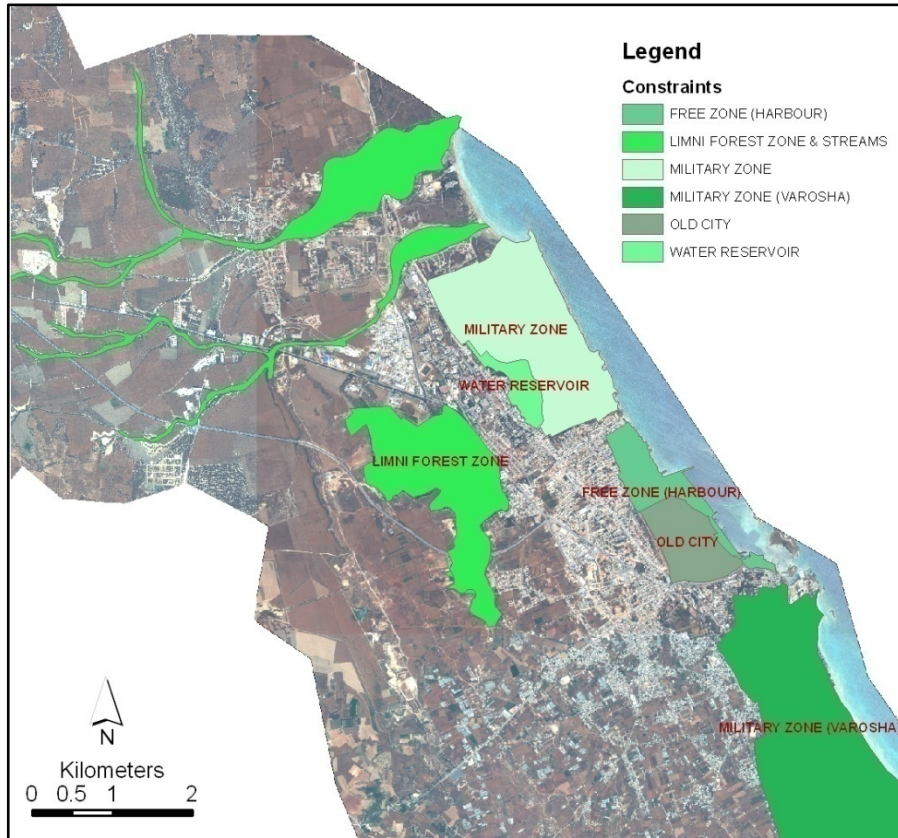 Legend
Constraints
FREE ZONE (HARBOUR)
LIMNI FOREST ZONE & STREAMS
MILITARY ZONE
MILITARY ZONE (VAROSHA)
OLD CITY
WATER RESERVOIR
MILITARY ZONE
WATER RESERVOIR
LIMNI FOREST ZONE
FREE ZONE (HARBOUR)
OLD CITY
MILITARY ZONE (VAROSHA
N
Kilometers
0 0.5 1 2